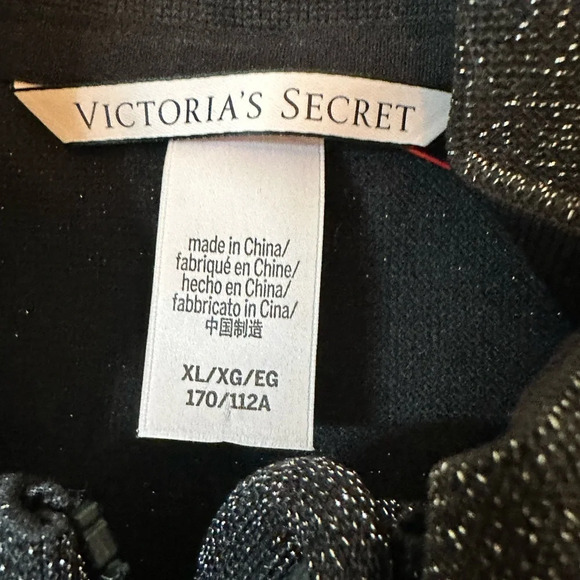 VICTORIA'S SECRET
made in China/
fabriqué en Chine/
hecho en China/
fabbricato in Cina/
中国制造
XL/XG/EG
170/112A